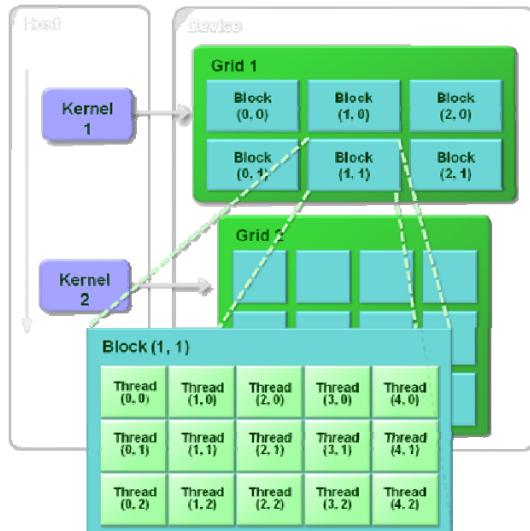 Host
Device
Grid 1
Kernel
1
Block
(0, 0)
Block
(1, 0)
Block
(2, 0)
Block
(0, 1)
Block
(1, 1)
Block
(2, 1)
Grid 2
Kernel
2
Block (1, 1)
Thread
(0, 0)
Thread
(1, 0)
Thread
(2, 0)
Thread
(3, 0)
Thread
(4, 0)
Thread
(0, 1)
Thread
(1, 1)
Thread
(2, 1)
Thread
(3, 1)
Thread
(4, 1)
Thread
(0, 2)
Thread
(1, 2)
Thread
(2, 2)
Thread
(3, 2)
Thread
(4, 2)